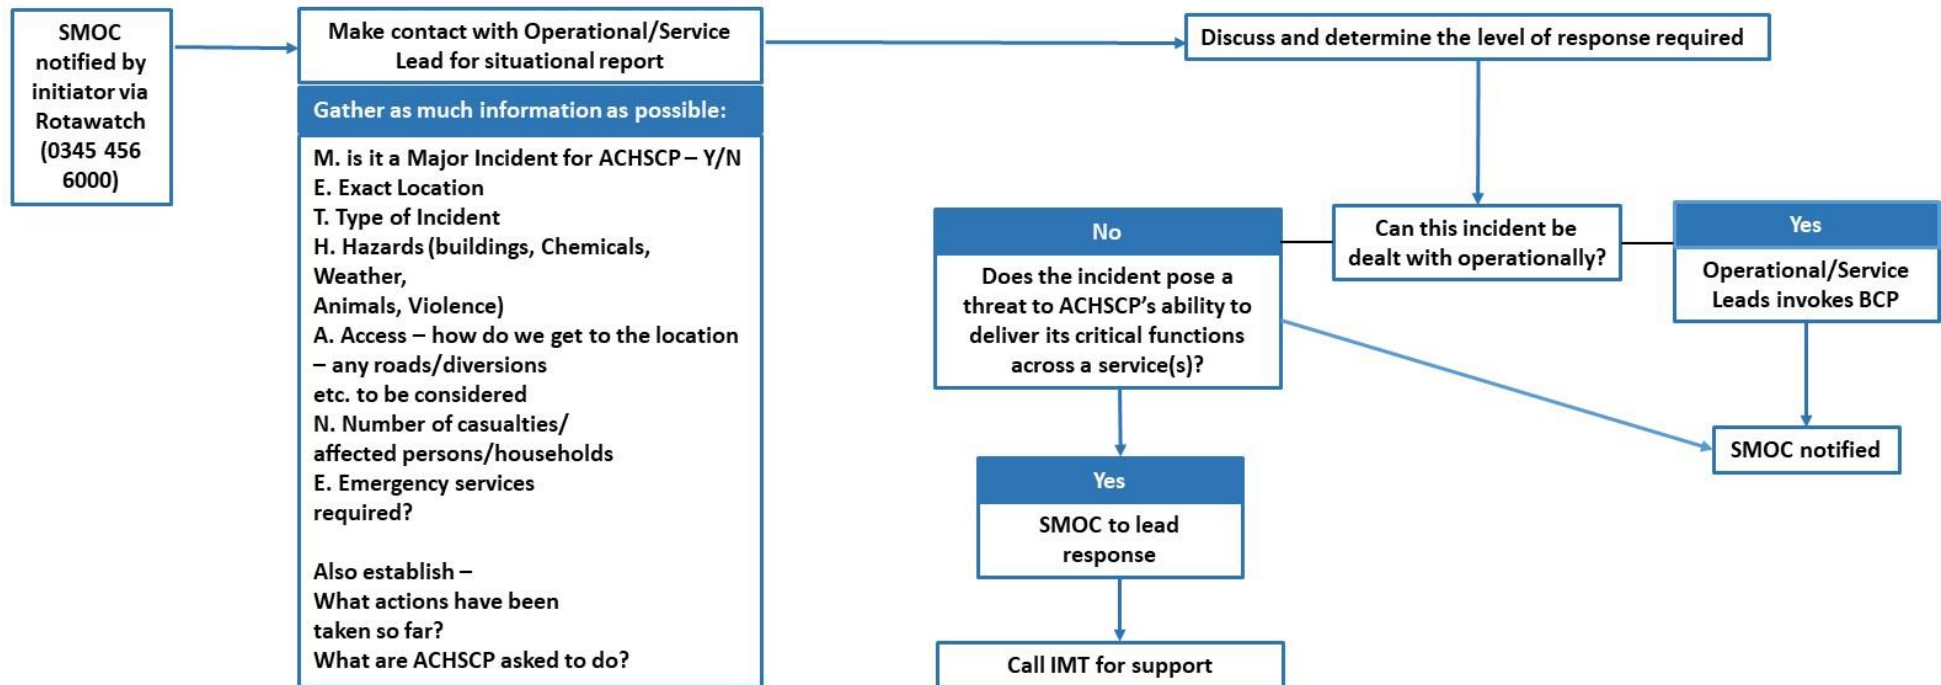 SMOC
notified by
initiator via
Rotawatch
(0345 456
6000)
Make contact with Operational/Service
Lead for situational report
Gather as much information as possible:
M. is it a Major Incident for ACHSCP – Y/N
E. Exact Location
T. Type of Incident
H. Hazards (buildings, Chemicals,
Weather,
Animals, Violence)
A. Access – how do we get to the location
– any roads/diversions
etc. to be considered
N. Number of casualties/
affected persons/households
E. Emergency services
required?
Also establish –
What actions have been
taken so far?
What are ACHSCP asked to do?
Discuss and determine the level of response required
Can this incident be
dealt with operationally?
No
Does the incident pose a
threat to ACHSCP’s ability to
deliver its critical functions
across a service(s)?
Yes
SMOC to lead
response
Call IMT for support
Yes
Operational/Service
Leads invokes BCP
SMOC notified